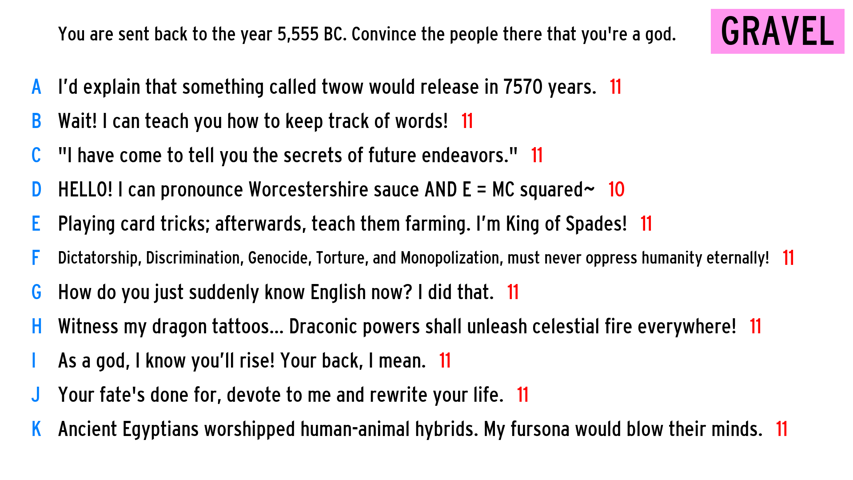 You are sent back to the year 5,555 BC. Convince the people there that you're a god.
GRAVEL
A I'd explain that something called twow would release in 7570 years. 11
B Wait! I can teach you how to keep track of words! 11
C "I have come to tell you the secrets of future endeavors." 11
D HELLO! I can pronounce Worcestershire sauce AND E = MC squared~ 10
E Playing card tricks; afterwards, teach them farming. I'm King of Spades! 11
F Dictatorship, Discrimination, Genocide, Torture, and Monopolization, must never oppress humanity eternally! 11
G How do you just suddenly know English now? I did that. 11
H Witness my dragon tattoos... Draconic powers shall unleash celestial fire everywhere! 11
I As a god, I know you'll rise! Your back, I mean. 11
J Your fate's done for, devote to me and rewrite your life. 11
K Ancient Egyptians worshipped human-animal hybrids. My fursona would blow their minds. 11